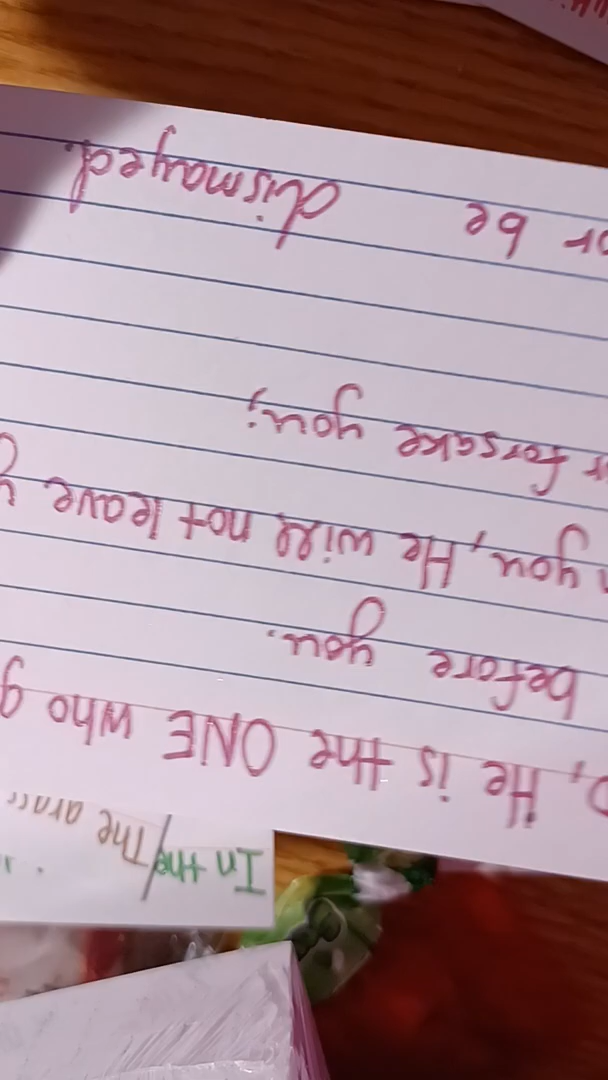 In the/The
, He is the ONE who g
before you.
you, He will not leave y
forsake you;
or be dismayed.